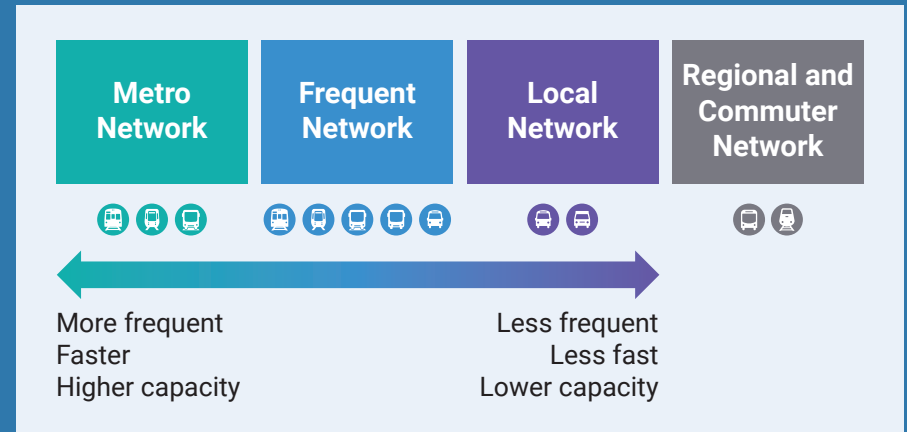 Metro
Network
Frequent
Network
Local
Network
Regional and
Commuter
Network
More frequent
Faster
Higher capacity
Less frequent
Less fast
Lower capacity